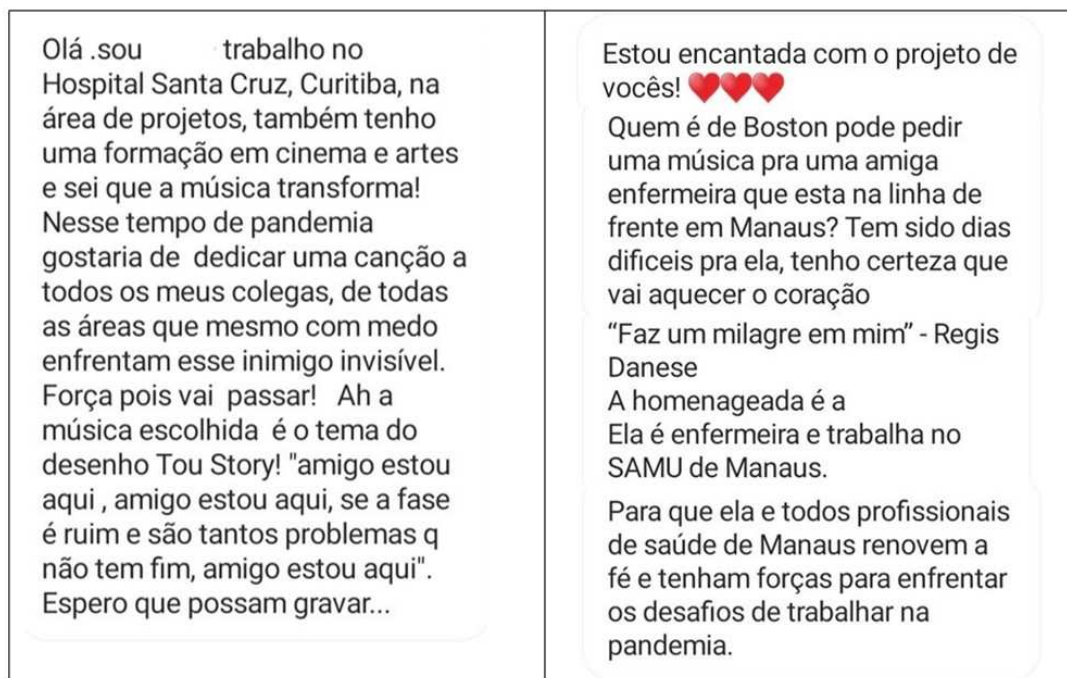 Olá .sou trabalho no
Hospital Santa Cruz, Curitiba, na
área de projetos, também tenho
uma formação em cinema e artes
e sei que a música transforma!
Nesse tempo de pandemia
gostaria de dedicar uma canção a
todos os meus colegas, de todas
as áreas que mesmo com medo
enfrentam esse inimigo invisível.
Força pois vai passar! Ah a
música escolhida é o tema do
desenho Tou Story! "amigo estou
aqui , amigo estou aqui, se a fase
é ruim e são tantos problemas q
não tem fim, amigo estou aqui".
Espero que possam gravar...
Estou encantada com o projeto de
vocês! ❤️❤️❤️
Quem é de Boston pode pedir
uma música pra uma amiga
enfermeira que esta na linha de
frente em Manaus? Tem sido dias
dificeis pra ela, tenho certeza que
vai aquecer o coração
“Faz um milagre em mim” - Regis
Danese
A homenageada é a
Ela é enfermeira e trabalha no
SAMU de Manaus.
Para que ela e todos profissionais
de saúde de Manaus renovem a
fé e tenham forças para enfrentar
os desafios de trabalhar na
pandemia.